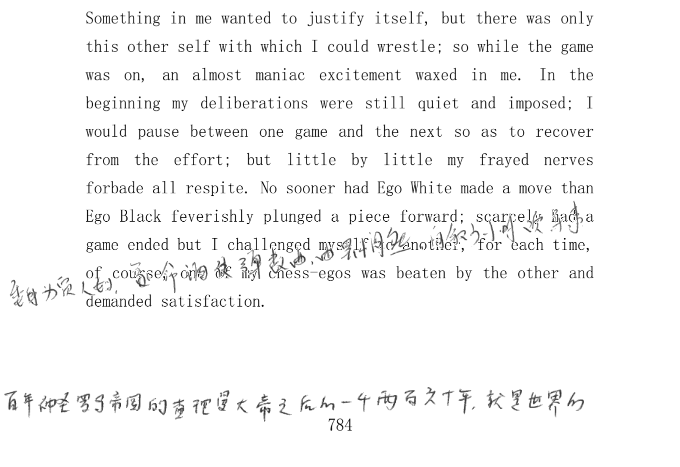 Something in me wanted to justify itself, but there was only
this other self with which I could wrestle; so while the game
was on, an almost maniac excitement waxed in me. In the
beginning my deliberations were still quiet and imposed; I
would pause between one game and the next so as to recover
from the effort; but little by little my frayed nerves
forbade all respite. No sooner had Ego White made a move than
Ego Black feverishly plunged a piece forward; scarcely had a
game ended but I challenged myself to another, for each time,
of course, one of my chess-egos was beaten by the other and
demanded satisfaction.
百年 帝国的查理曼大帝之后的一千两百六十年,就是世界的
784